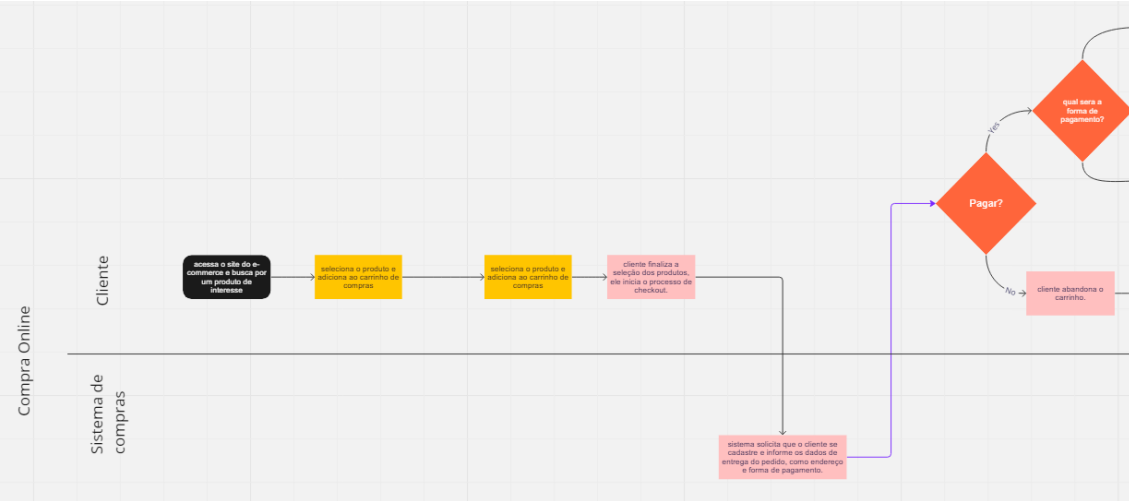 Compra Online
Cliente
acessa o site do e-
commerce e busca por
um produto de
interesse
seleciona o produto e
adiciona ao carrinho de
compras
seleciona o produto e
adiciona ao carrinho de
compras
cliente finaliza a
seleção dos produtos,
ele inicia o processo de
checkout.
Pagar?
Yes
qual sera a
forma de
pagamento?
No
cliente abandona o
carrinho.
Sistema de
compras
sistema solicita que o cliente se
cadastre e informe os dados de
entrega do pedido, como endereço
e forma de pagamento.